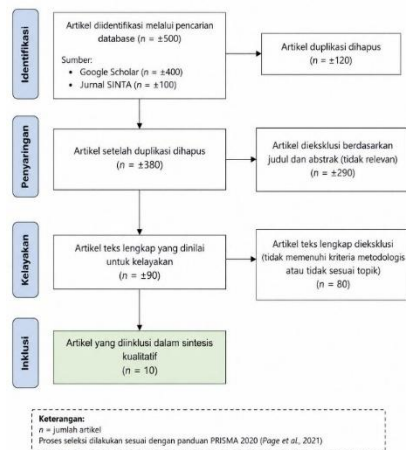 Identifikasi
Artikel diidentifikasi melalui pencarian
database (n = ±500)
Sumber:
• Google Scholar (n = ±400)
• Jurnal SINTA (n = ±100)
Artikel duplikasi dihapus
(n = ±120)
Penyaringan
Artikel setelah duplikasi dihapus
(n = ±380)
Artikel dieksklusi berdasarkan
judul dan abstrak (tidak relevan)
(n = ±290)
Kelayakan
Artikel teks lengkap yang dinilai
untuk kelayakan
(n = ±90)
Artikel teks lengkap dieksklusi
(tidak memenuhi kriteria metodologis
atau tidak sesuai topik)
(n = 80)
Inklusi
Artikel yang diinklusi dalam sintesis
kualitatif
(n = 10)
Keterangan:
n = jumlah artikel
Proses seleksi dilakukan sesuai dengan panduan PRISMA 2020 (Page et al., 2021)